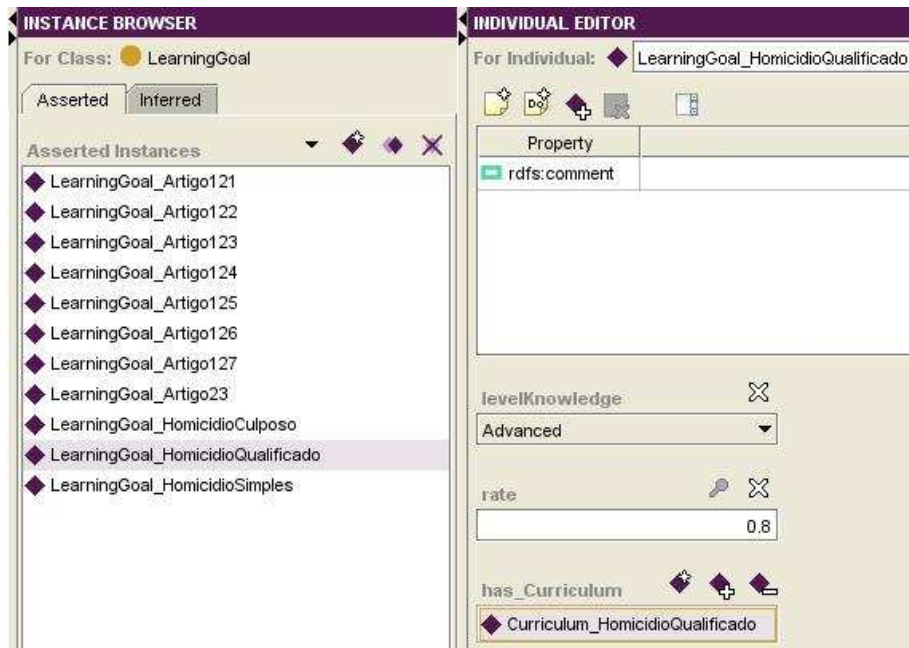 INSTANCE BROWSER
For Class: LearningGoal
Asserted Inferred
Asserted Instances
LearningGoal_Artigo121
LearningGoal_Artigo122
LearningGoal_Artigo123
LearningGoal_Artigo124
LearningGoal_Artigo125
LearningGoal_Artigo126
LearningGoal_Artigo127
LearningGoal_Artigo23
LearningGoal_HomicidioCulposo
LearningGoal_HomicidioQualificado
LearningGoal_HomicidioSimples
INDIVIDUAL EDITOR
For Individual: LearningGoal_HomicidioQualificado
Property
rdfs:comment
levelKnowledge
Advanced
rate
0.8
has_Curriculum
Curriculum_HomicidioQualificado